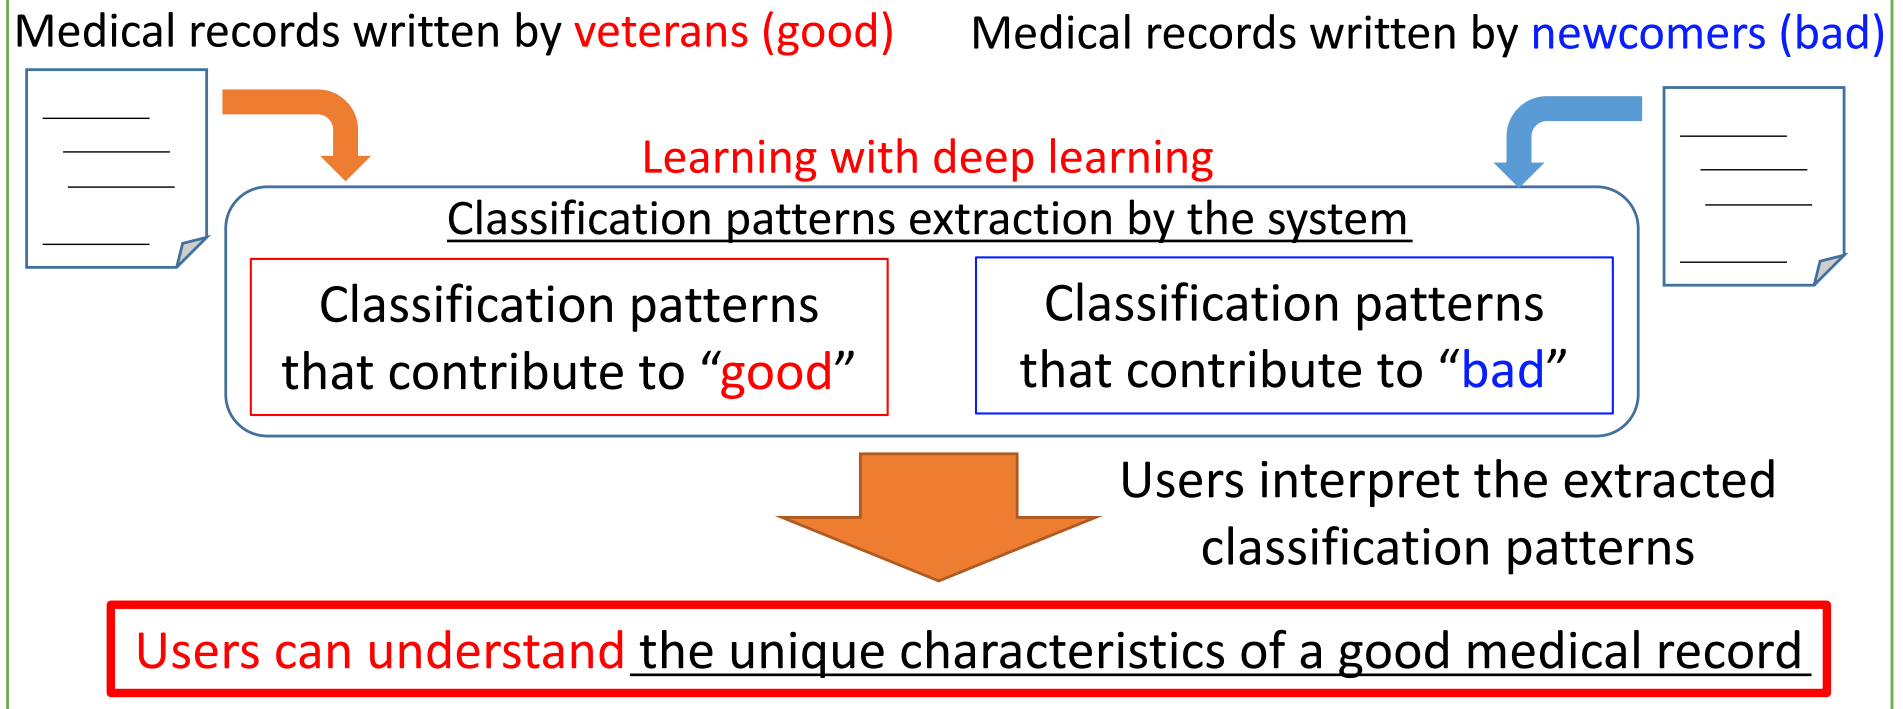 Medical records written by veterans (good)
Medical records written by newcomers (bad)
Learning with deep learning
Classification patterns extraction by the system
Classification patterns
that contribute to “good”
Classification patterns
that contribute to “bad”
Users interpret the extracted
classification patterns
Users can understand the unique characteristics of a good medical record